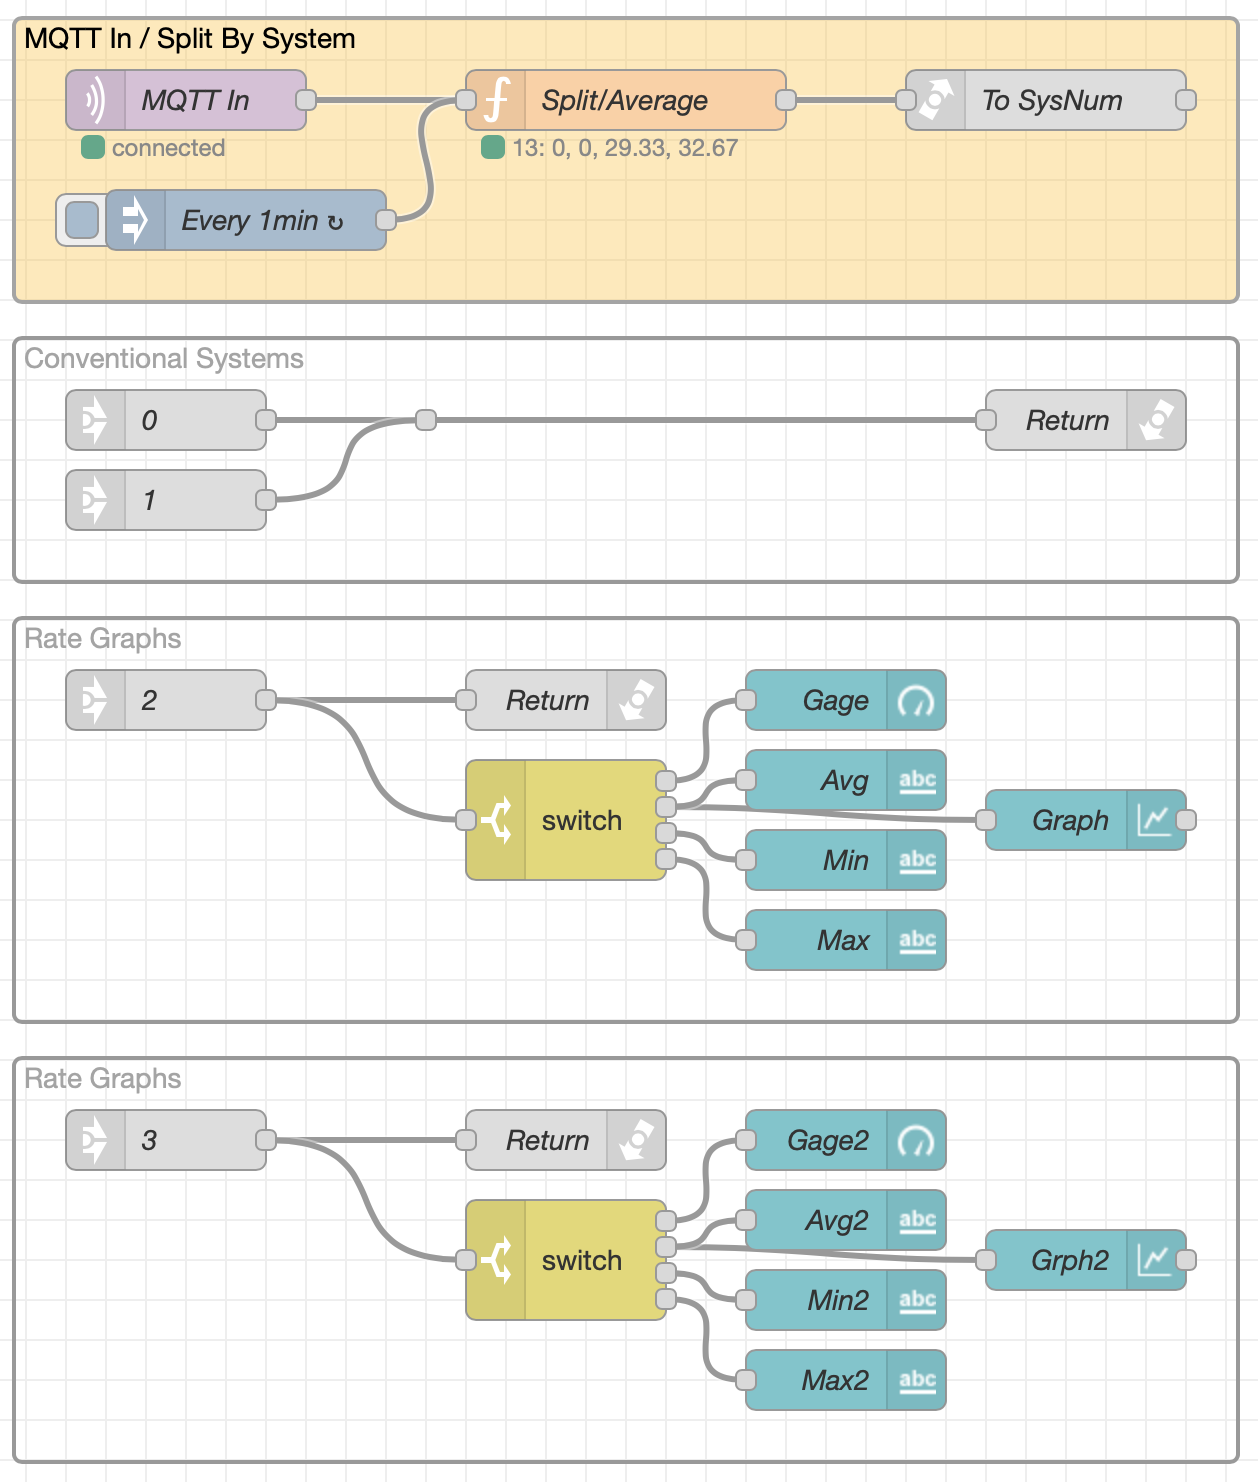 MQTT In / Split By System
MQTT In
Split/Average
To SysNum
connected
13: 0, 0, 29.33, 32.67
Every 1min ↻
Conventional Systems
0
Return
1
Rate Graphs
2
Return
Gage
Avg
abc
switch
Graph
Min
abc
Max
abc
Rate Graphs
3
Return
Gage2
Avg2
abc
switch
Grph2
Min2
abc
Max2
abc